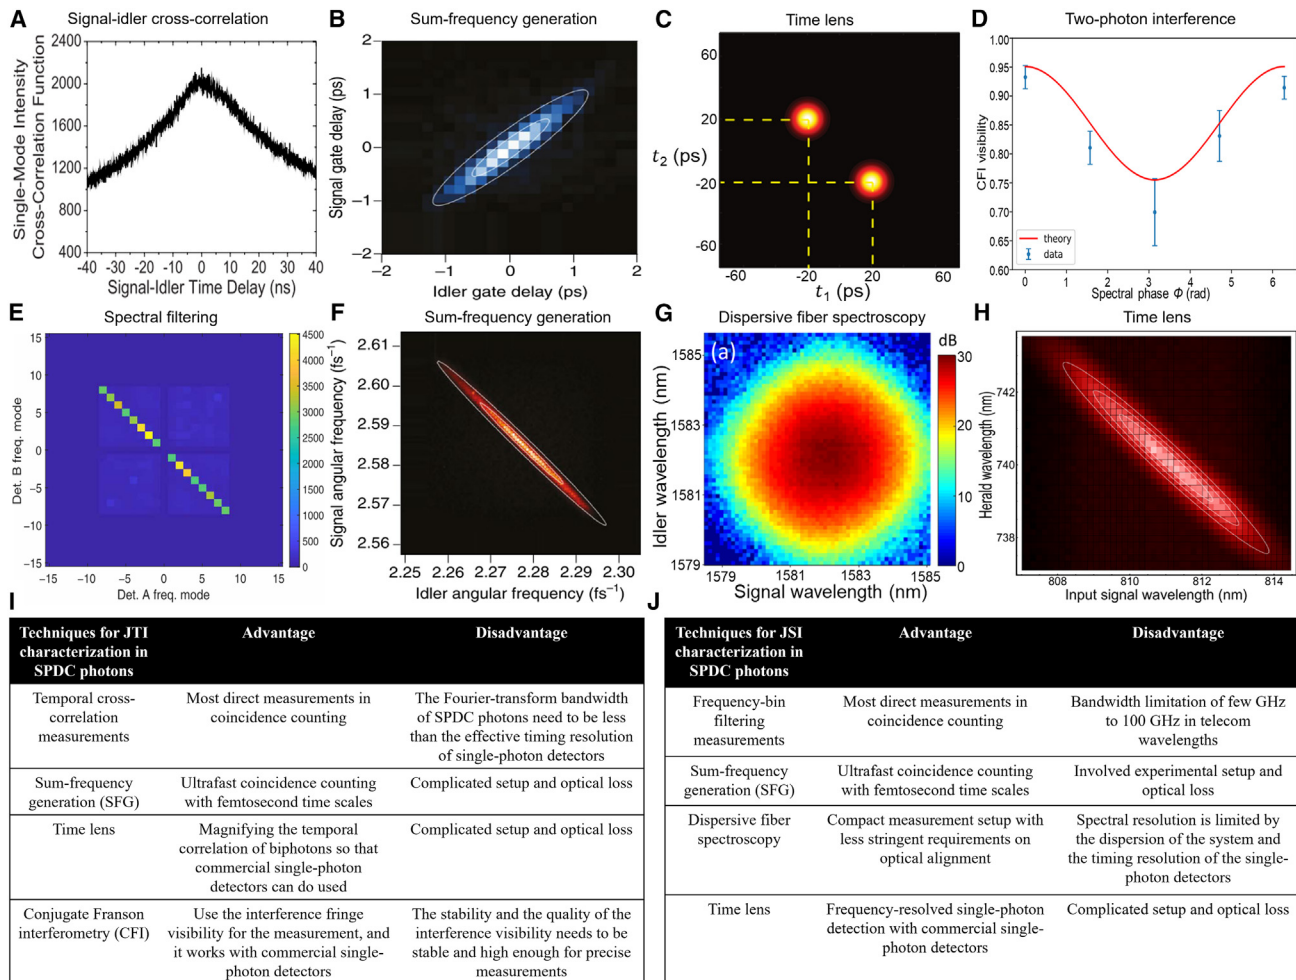 A
Signal-idler cross-correlation
Single-Mode Intensity
Cross-Correlation Function
2400
2000
1600
1200
800
400
-40 -30 -20 -10 0 10 20 30 40
Signal-Idler Time Delay (ns)
B
Sum-frequency generation
Signal gate delay (ps)
2
1
0
−1
−2
−2 −1 0 1 2
Idler gate delay (ps)
C
Time lens
60
20
t2 (ps)
-20
-60
-60 -20 20 60
t1 (ps)
D
Two-photon interference
CFI visibility
1.00
0.95
0.90
0.85
0.80
0.75
0.70
0.65
0.60
theory
data
0 1 2 3 4 5 6
Spectral phase Φ (rad)
E
Spectral filtering
Det. B freq. mode
15
10
5
0
−5
−10
−15
−15 −10 −5 0 5 10 15
Det. A freq. mode
4500
4000
3500
3000
2500
2000
1500
1000
500
0
F
Sum-frequency generation
Signal angular frequency (fs⁻¹)
2.61
2.60
2.59
2.58
2.57
2.56
2.25 2.26 2.27 2.28 2.29 2.30
Idler angular frequency (fs⁻¹)
G
Dispersive fiber spectroscopy
(a)
Idler wavelength (nm)
1585
1583
1581
1579
1579 1581 1583 1585
Signal wavelength (nm)
dB
30
20
10
0
H
Time lens
Herald wavelength (nm)
742
740
738
808 810 812 814
Input signal wavelength (nm)
I
Techniques for JTI
characterization in
SPDC photons
Advantage
Disadvantage
Temporal cross-
correlation
measurements
Most direct measurements in
coincidence counting
The Fourier-transform bandwidth
of SPDC photons need to be less
than the effective timing resolution
of single-photon detectors
Sum-frequency
generation (SFG)
Ultrafast coincidence counting
with femtosecond time scales
Complicated setup and optical loss
Time lens
Magnifying the temporal
correlation of biphotons so that
commercial single-photon
detectors can do used
Complicated setup and optical loss
Conjugate Franson
interferometry (CFI)
Use the interference fringe
visibility for the measurement, and
it works with commercial single-
photon detectors
The stability and the quality of the
interference visibility needs to be
stable and high enough for precise
measurements
J
Techniques for JSI
characterization in
SPDC photons
Advantage
Disadvantage
Frequency-bin
filtering
measurements
Most direct measurements in
coincidence counting
Bandwidth limitation of few GHz
to 100 GHz in telecom
wavelengths
Sum-frequency
generation (SFG)
Ultrafast coincidence counting
with femtosecond time scales
Involved experimental setup and
optical loss
Dispersive fiber
spectroscopy
Compact measurement setup with
less stringent requirements on
optical alignment
Spectral resolution is limited by
the dispersion of the system and
the timing resolution of the single-
photon detectors
Time lens
Frequency-resolved single-photon
detection with commercial single-
photon detectors
Complicated setup and optical loss